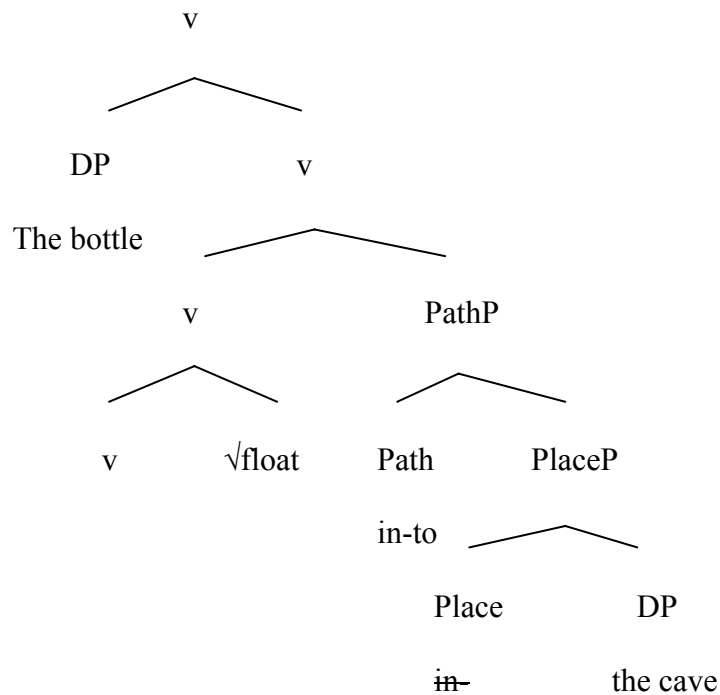 v
DP v
The bottle
v PathP
v √float Path PlaceP
in-to
Place DP
in- the cave